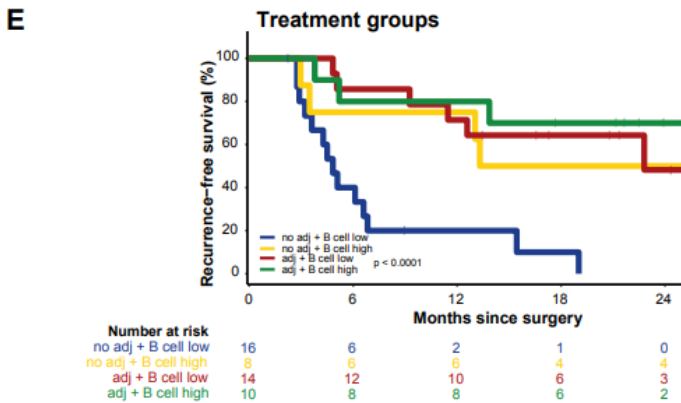 E
Treatment groups
Recurrence-free survival (%)
100
80
60
40
20
0
no adj + B cell low
no adj + B cell high
adj + B cell low
adj + B cell high
p < 0.0001
0 6 12 18 24
Months since surgery
Number at risk
no adj + B cell low 16 6 2 1 0
no adj + B cell high 8 6 6 4 4
adj + B cell low 14 12 10 6 3
adj + B cell high 10 8 8 6 2